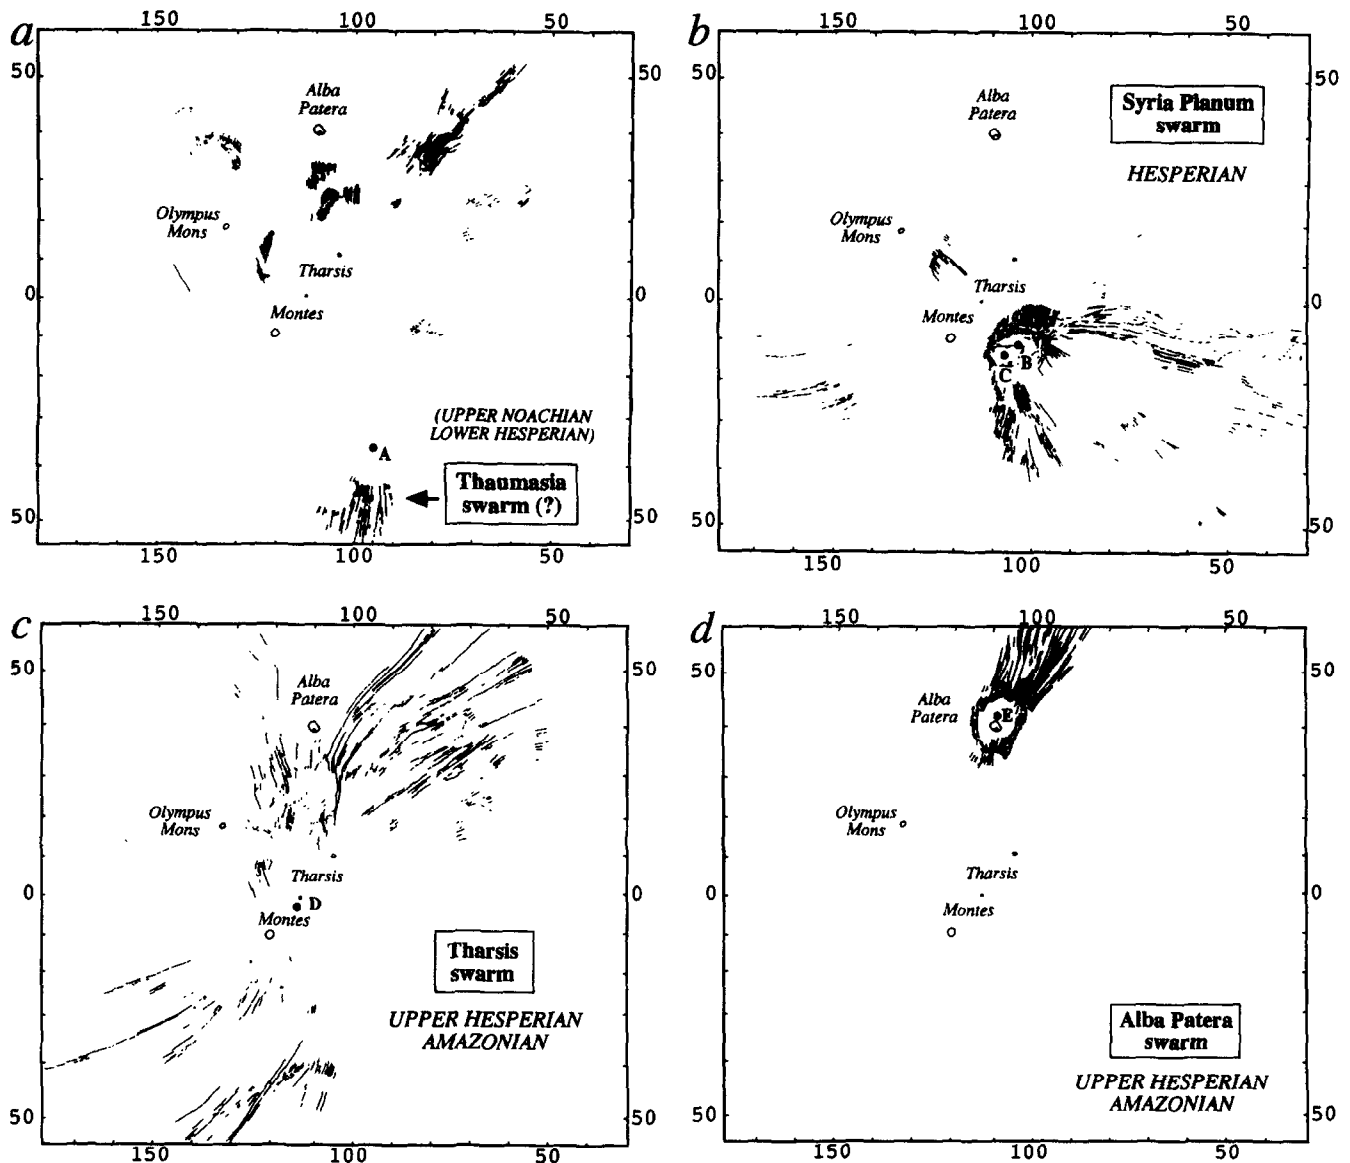 a
150 100 50
50 50
Alba
Patera
Olympus
Mons
Tharsis
0 0
Montes
(UPPER NOACHIAN
LOWER HESPERIAN)
A
Thaumasia
swarm (?)
50 50
150 100 50
b
150 100 50
50 50
Alba
Patera
Syria Planum
swarm
HESPERIAN
Olympus
Mons
Tharsis
0 0
Montes
B
C
50 50
150 100 50
c
150 100 50
50 50
Alba
Patera
Olympus
Mons
Tharsis
0 0
D
Montes
Tharsis
swarm
UPPER HESPERIAN
AMAZONIAN
50 50
150 100 50
d
150 100 50
50 50
Alba
Patera
E
Olympus
Mons
Tharsis
0 0
Montes
Alba Patera
swarm
UPPER HESPERIAN
AMAZONIAN
50 50
150 100 50